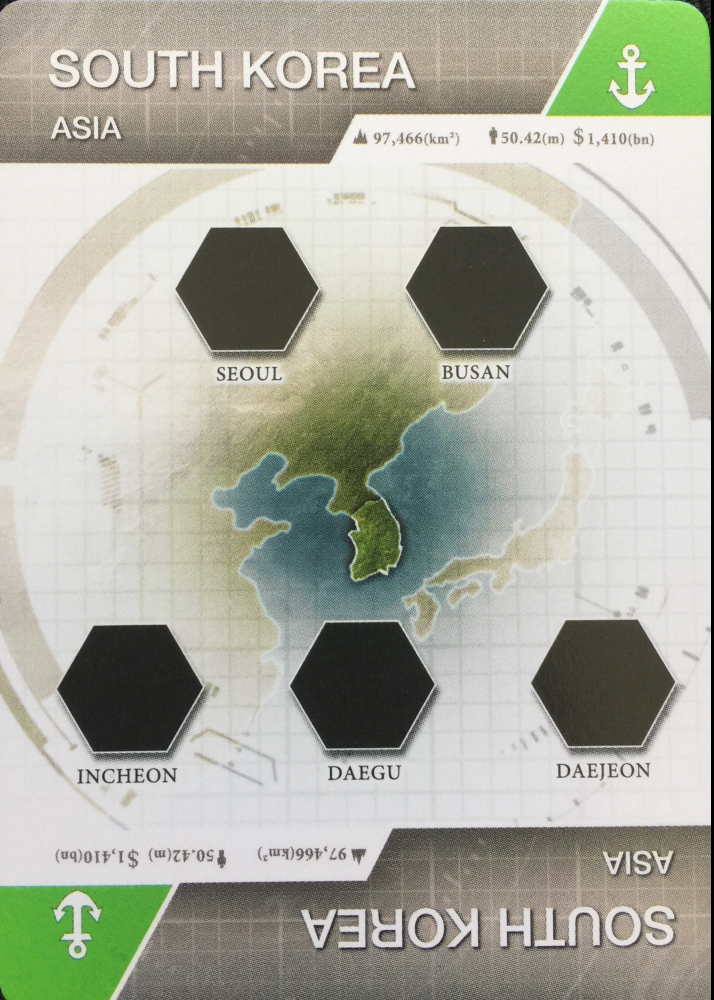 SOUTH KOREA
ASIA
97,466(km²) 50.42(m) $1,410(bn)
SEOUL BUSAN
INCHEON DAEGU DAEJEON
97,466(km²) 50.42(m) $1,410(bn)
ASIA
SOUTH KOREA